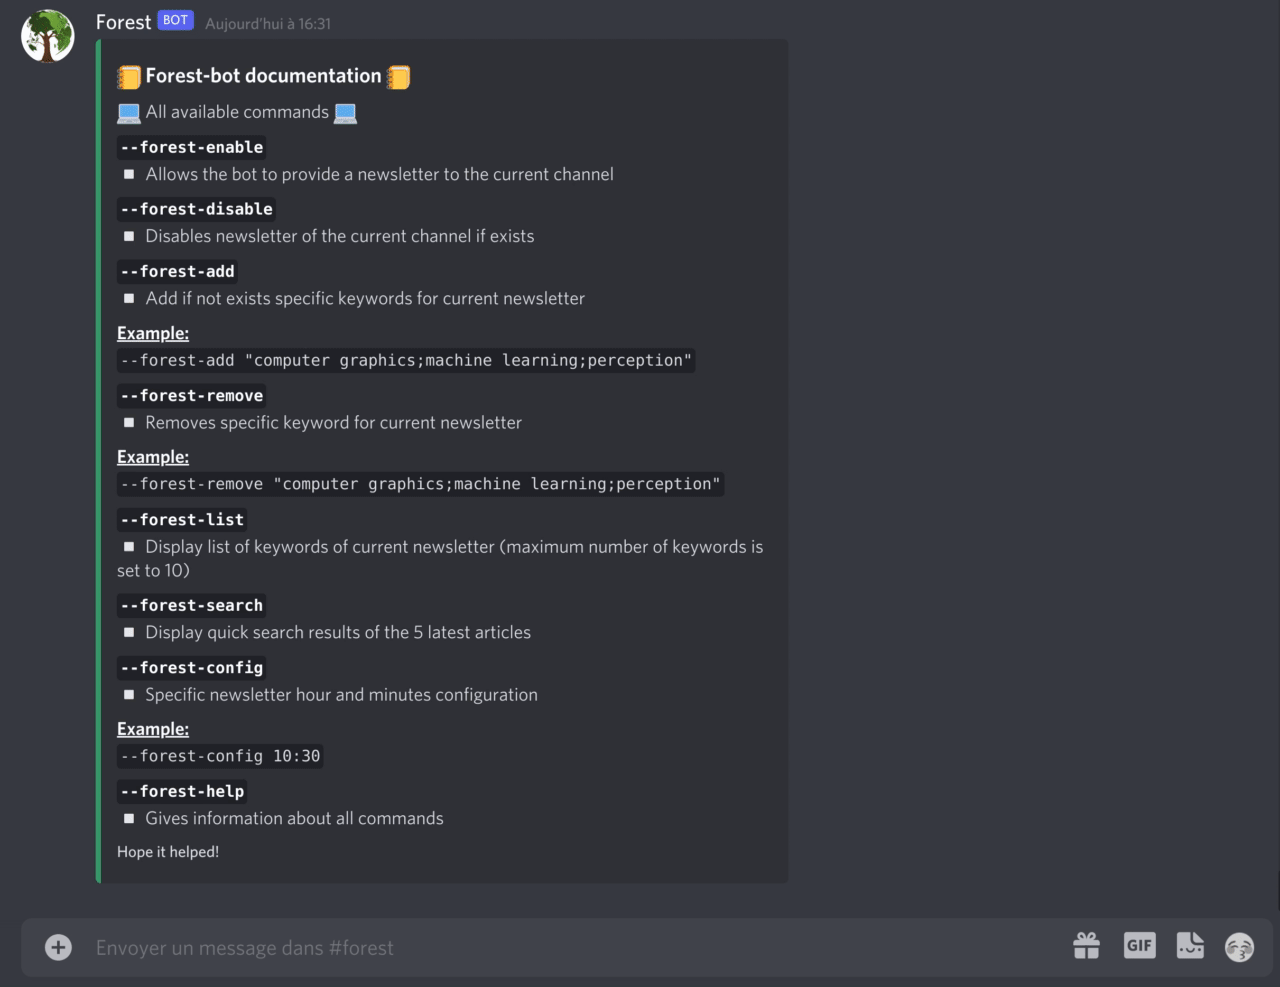 Forest BOT Aujourd'hui à 16:31
Forest-bot documentation
All available commands
--forest-enable
Allows the bot to provide a newsletter to the current channel
--forest-disable
Disables newsletter of the current channel if exists
--forest-add
Add if not exists specific keywords for current newsletter
Example:
--forest-add "computer graphics;machine learning;perception"
--forest-remove
Removes specific keyword for current newsletter
Example:
--forest-remove "computer graphics;machine learning;perception"
--forest-list
Display list of keywords of current newsletter (maximum number of keywords is
set to 10)
--forest-search
Display quick search results of the 5 latest articles
--forest-config
Specific newsletter hour and minutes configuration
Example:
--forest-config 10:30
--forest-help
Gives information about all commands
Hope it helped!
Envoyer un message dans #forest
GIF